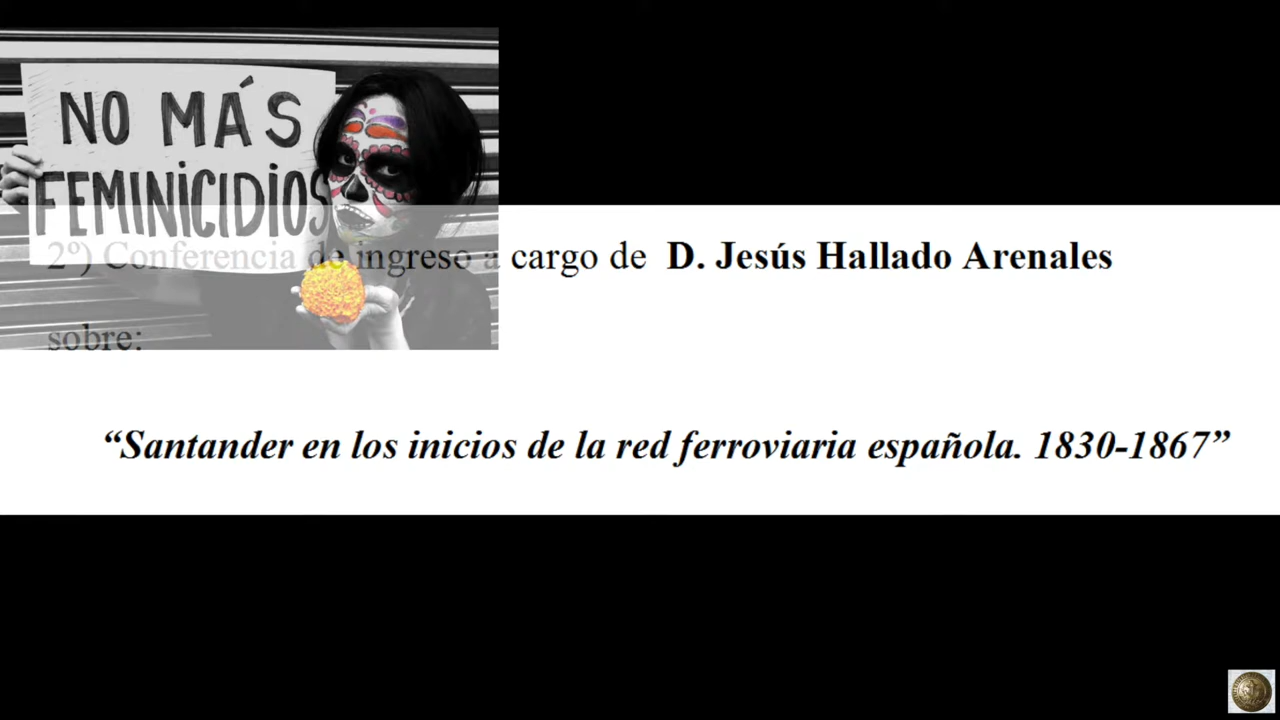 NO MÁS
FEMINICIDIOS
2º) Conferencia de ingreso a cargo de D. Jesús Hallado Arenales
sobre:
“Santander en los inicios de la red ferroviaria española. 1830-1867”